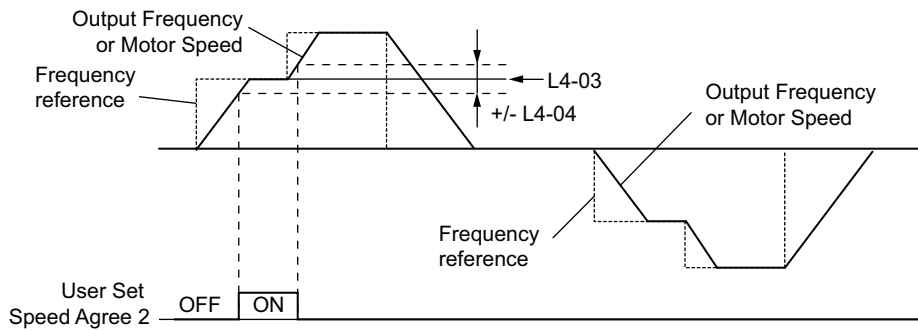 Output Frequency
or Motor Speed
Frequency
reference
L4-03
+/- L4-04
Output Frequency
or Motor Speed
Frequency
reference
User Set
Speed Agree 2
OFF
ON